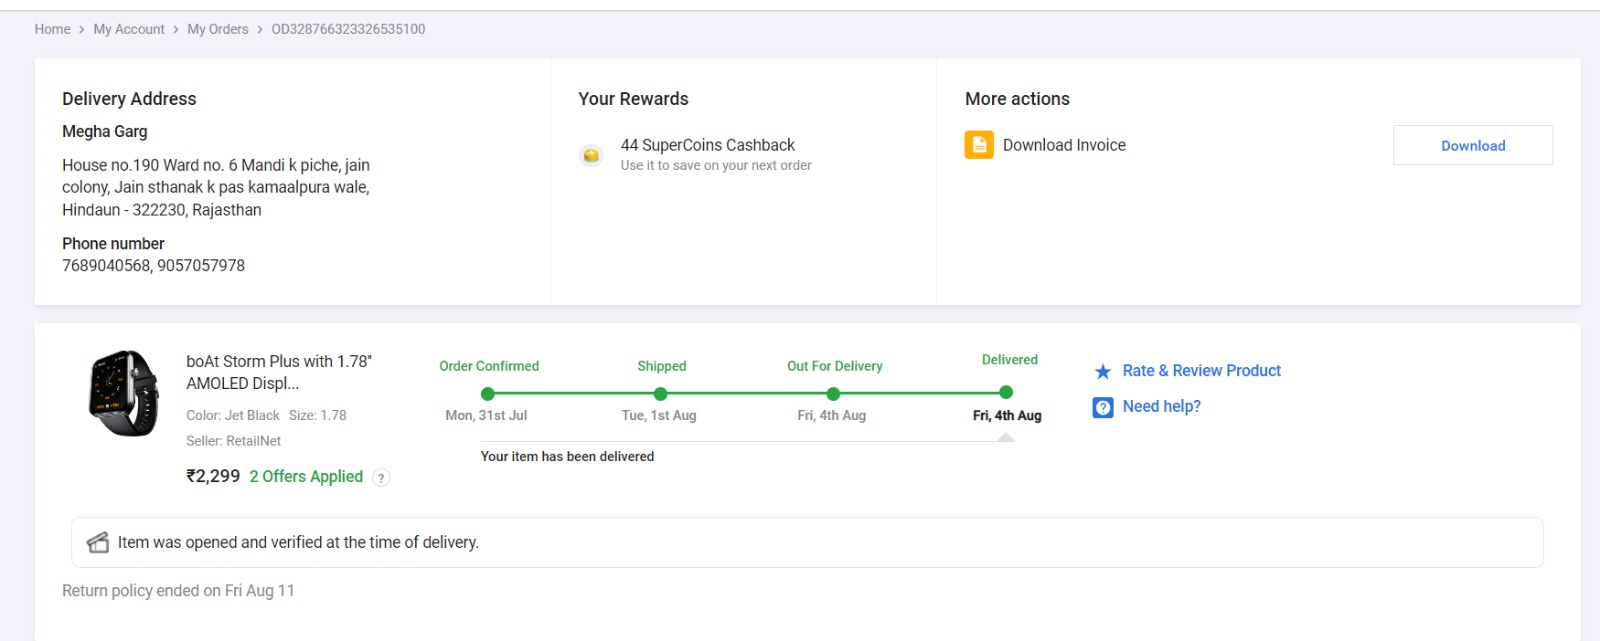 Home > My Account > My Orders > OD328766323326535100
Delivery Address
Megha Garg
House no.190 Ward no. 6 Mandi k piche, jain
colony, Jain sthanak k pas kamaalpura wale,
Hindaun - 322230, Rajasthan
Phone number
7689040568, 9057057978
Your Rewards
44 SuperCoins Cashback
Use it to save on your next order
More actions
Download Invoice
Download
boAt Storm Plus with 1.78"
AMOLED Displ...
Color: Jet Black Size: 1.78
Seller: RetailNet
₹2,299 2 Offers Applied ?
Order Confirmed
Mon, 31st Jul
Shipped
Tue, 1st Aug
Out For Delivery
Fri, 4th Aug
Delivered
Fri, 4th Aug
Your item has been delivered
Rate & Review Product
Need help?
Item was opened and verified at the time of delivery.
Return policy ended on Fri Aug 11